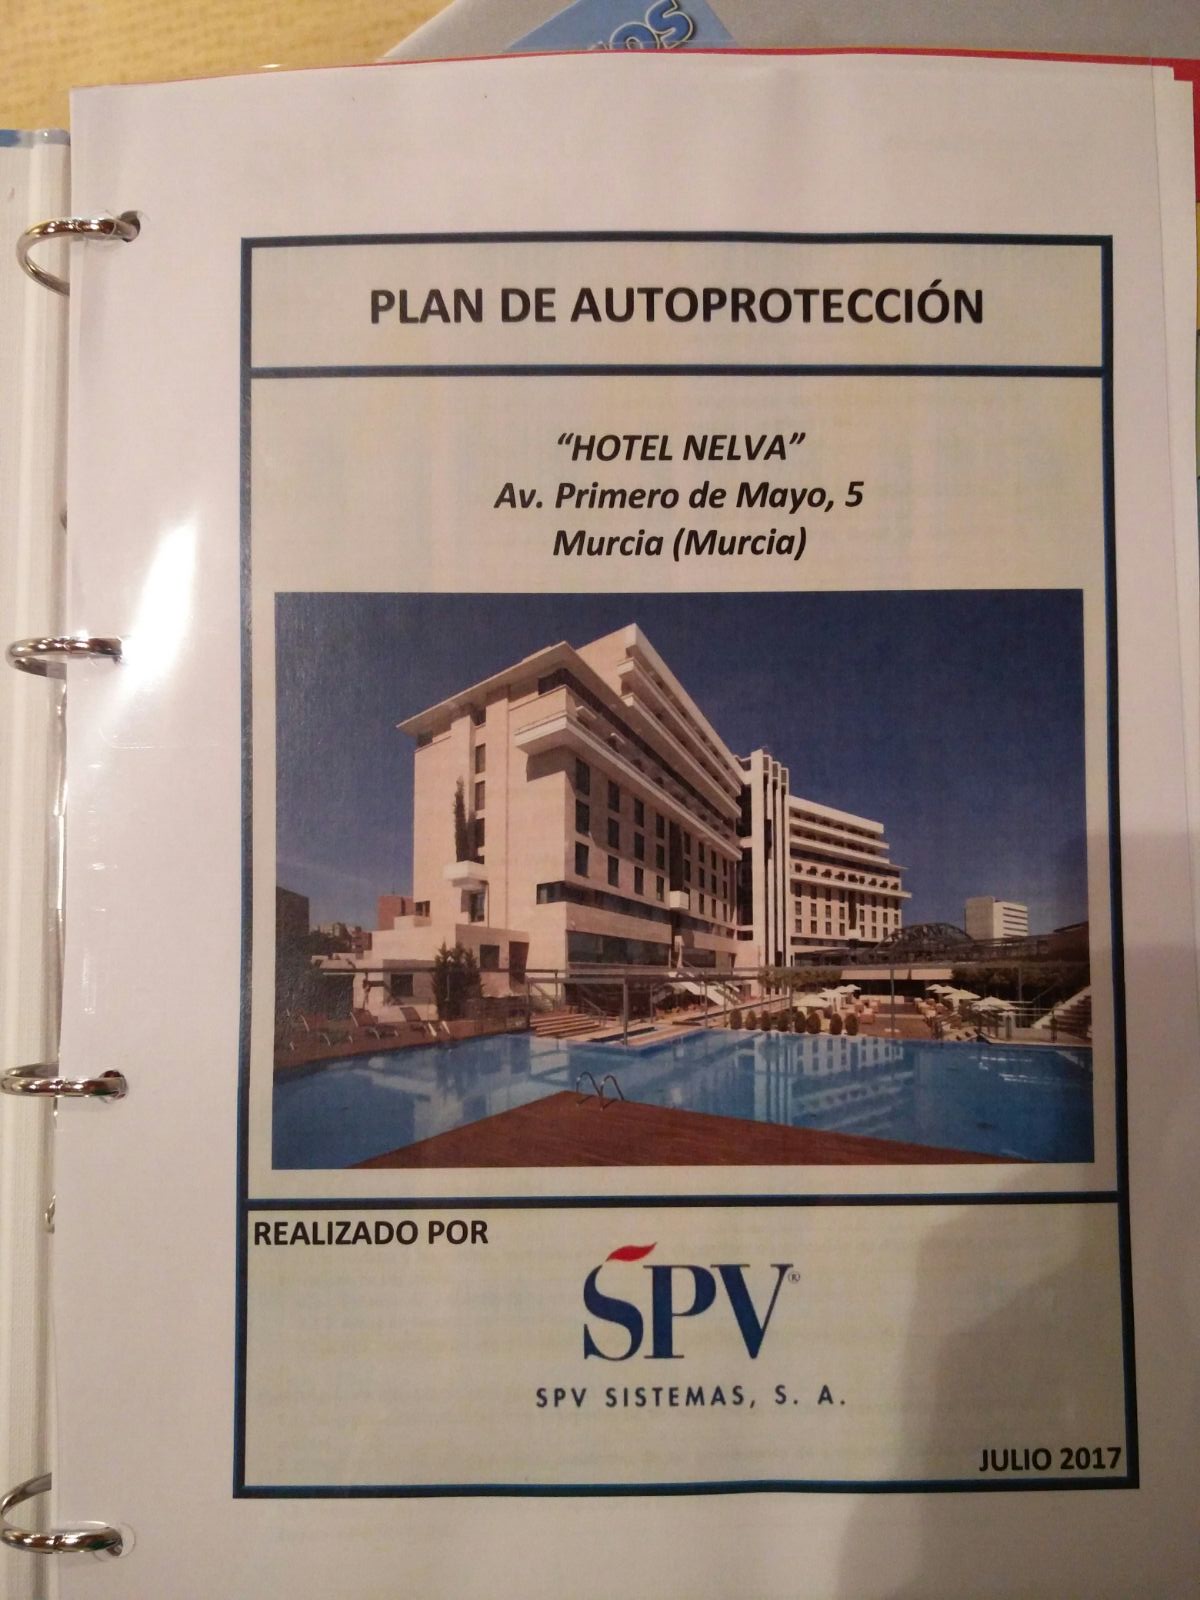 PLAN DE AUTOPROTECCIÓN
“HOTEL NELVA”
Av. Primero de Mayo, 5
Murcia (Murcia)
REALIZADO POR
SPV®
SPV SISTEMAS, S. A.
JULIO 2017